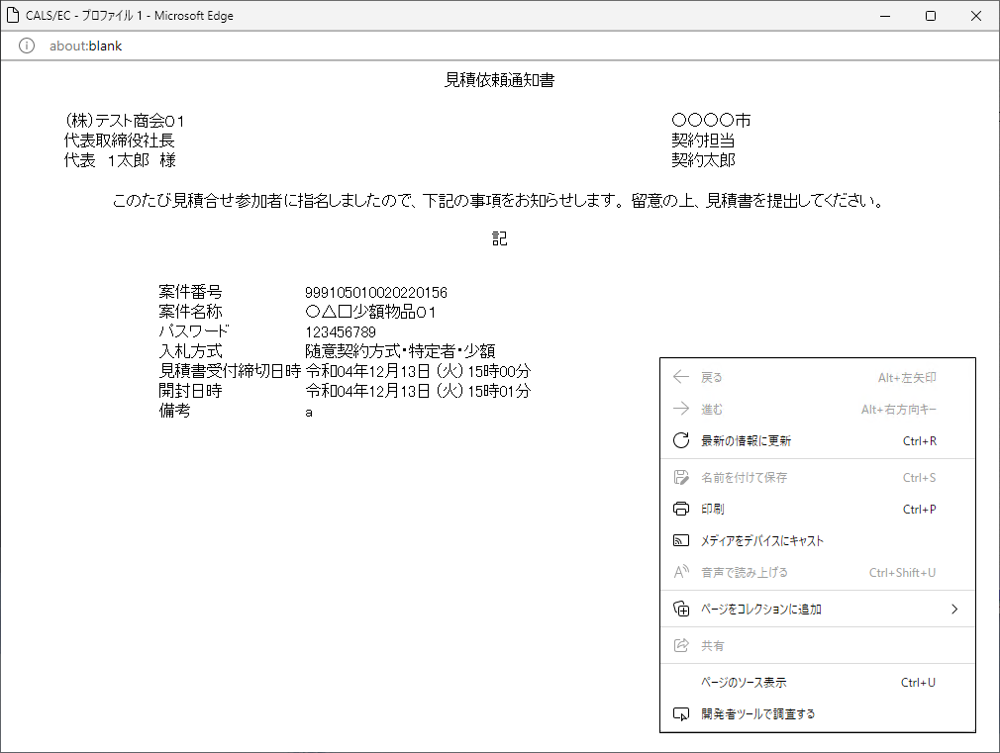 CALS/EC - プロファイル 1 - Microsoft Edge
about:blank
見積依頼通知書
(株)テスト商会01
代表取締役社長
代表 1太郎 様
〇〇〇〇市
契約担当
契約太郎
このたび見積合せ参加者に指名しましたので、下記の事項をお知らせします。留意の上、見積書を提出してください。
記
案件番号 999105010020220156
案件名称 〇△□少額物品01
パスワード 123456789
入札方式 随意契約方式・特定者・少額
見積書受付締切日時 令和04年12月13日(火)15時00分
開封日時 令和04年12月13日(火)15時01分
備考 a
戻る Alt+左矢印
進む Alt+右方向キー
最新の情報に更新 Ctrl+R
名前を付けて保存 Ctrl+S
印刷 Ctrl+P
メディアをデバイスにキャスト
音声で読み上げる Ctrl+Shift+U
ページをコレクションに追加
共有
ページのソース表示 Ctrl+U
開発者ツールで調査する